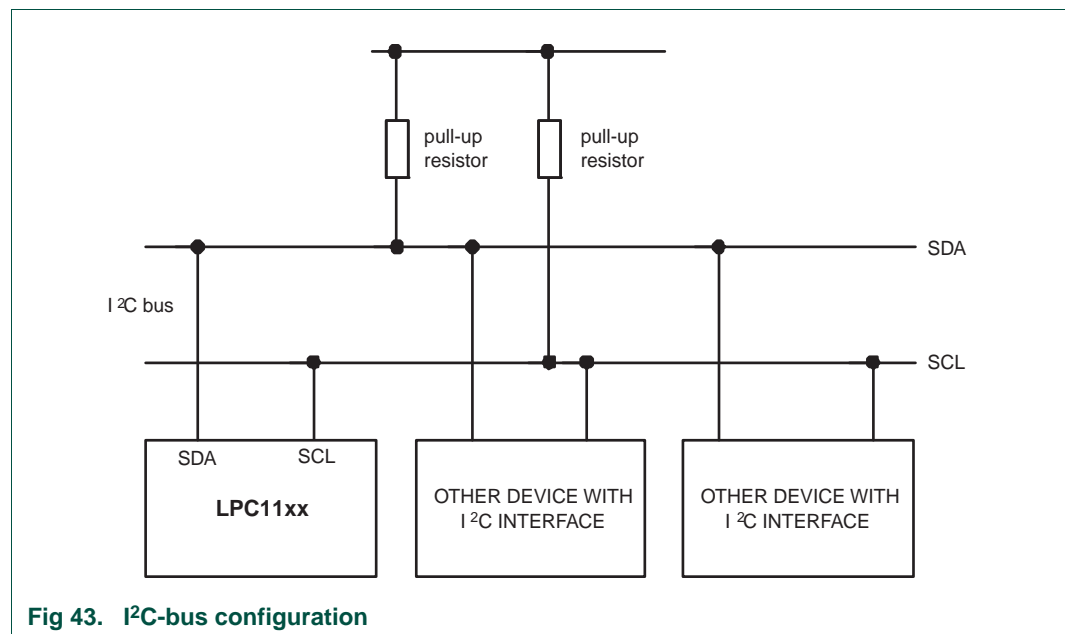 pull-up
resistor
pull-up
resistor
SDA
I ²C bus
SCL
SDA
SCL
LPC11xx
OTHER DEVICE WITH
I ²C INTERFACE
OTHER DEVICE WITH
I ²C INTERFACE
Fig 43. I²C-bus configuration